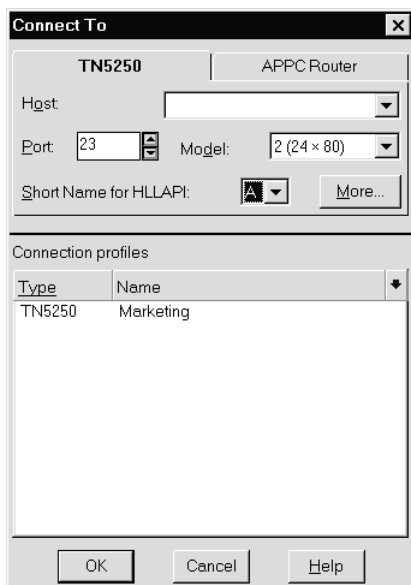 Connect To
TN5250 APPC Router
Host:
Port: 23 Model: 2 (24 × 80)
Short Name for HLLAPI: A More...
Connection profiles
Type Name
TN5250 Marketing
OK Cancel Help